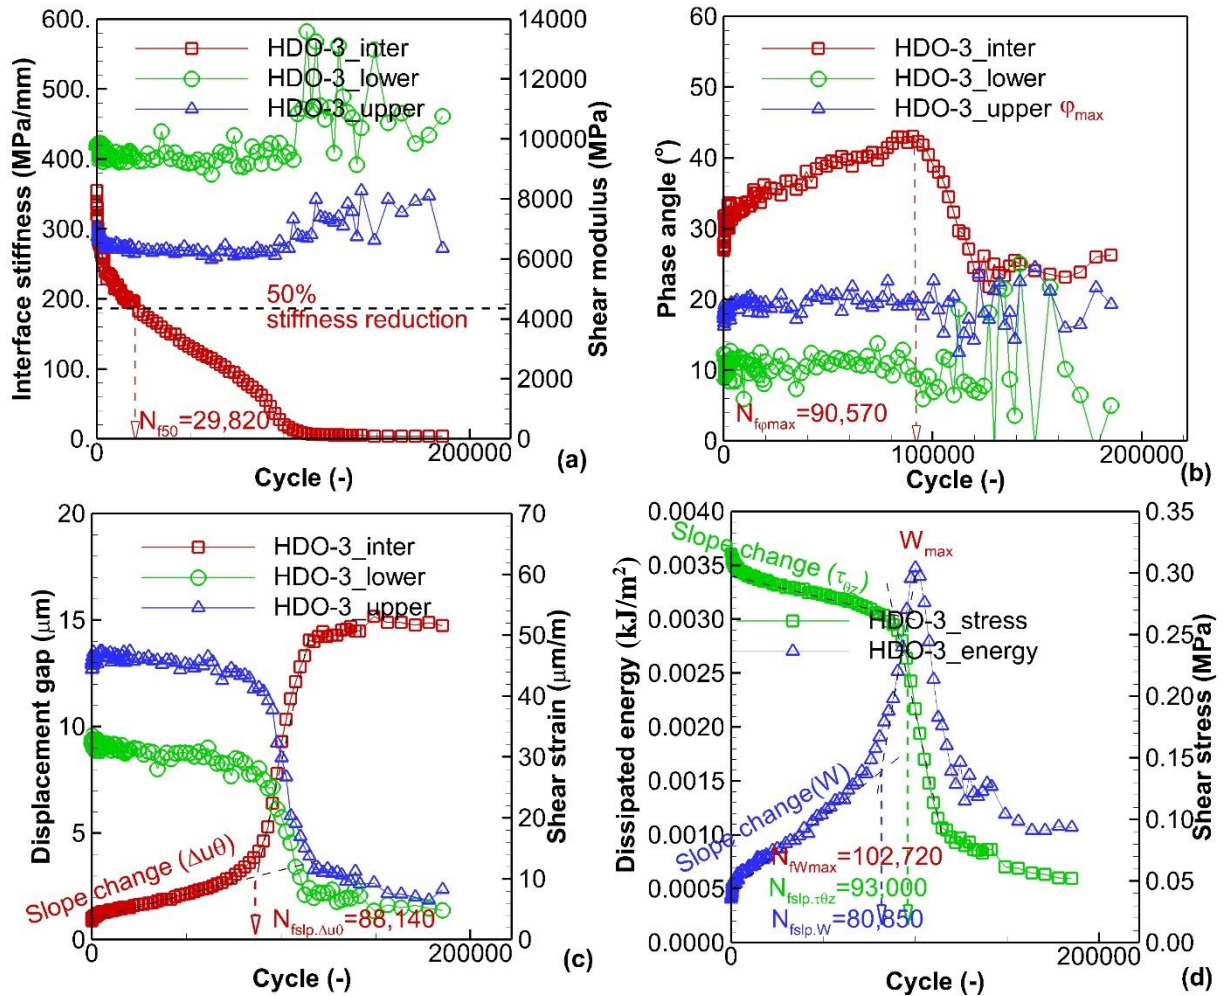 600.
500.
400.
300.
200.
100.
0.
Interface stiffness (MPa/mm)
HDO-3_inter
HDO-3_lower
HDO-3_upper
50%
stiffness reduction
Nf50=29,820
14000
12000
10000
8000
6000
4000
2000
0
Shear modulus (MPa)
0
200000
Cycle (-)
(a)
60
50
40
30
20
10
0
Phase angle (°)
HDO-3_inter
HDO-3_lower
HDO-3_upper φmax
Nfφmax=90,570
0
100000
200000
Cycle (-)
(b)
20
15
10
5
0
Displacement gap (μm)
HDO-3_inter
HDO-3_lower
HDO-3_upper
Slope change (Δuθ)
Nfslp.Δuθ=88,140
70
60
50
40
30
20
10
0
Shear strain (μm/m)
0
200000
Cycle (-)
(c)
0.0040
0.0035
0.0030
0.0025
0.0020
0.0015
0.0010
0.0005
0.0000
Dissipated energy (kJ/m²)
Slope change (τθz)
Wmax
HDO-3_stress
HDO-3_energy
Slope change(W)
NfWmax=102,720
Nfslp.τθz=93,000
Nfslp.W=80,850
0.35
0.30
0.25
0.20
0.15
0.10
0.05
0.00
Shear stress (MPa)
0
200000
Cycle (-)
(d)